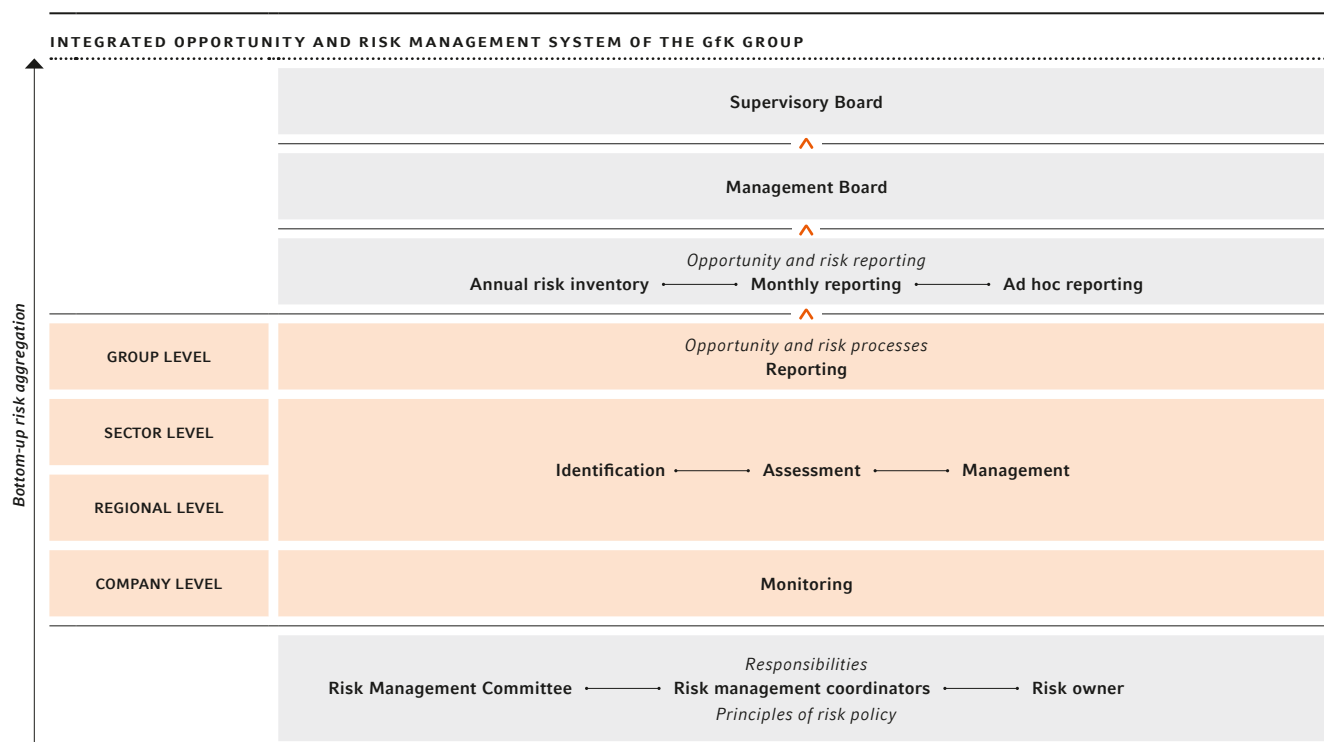 INTEGRATED OPPORTUNITY AND RISK MANAGEMENT SYSTEM OF THE GfK GROUP
Supervisory Board
Management Board
Opportunity and risk reporting
Annual risk inventory Monthly reporting Ad hoc reporting
Bottom-up risk aggregation
GROUP LEVEL
Opportunity and risk processes
Reporting
SECTOR LEVEL
Identification Assessment Management
REGIONAL LEVEL
COMPANY LEVEL
Monitoring
Responsibilities
Risk Management Committee Risk management coordinators Risk owner
Principles of risk policy